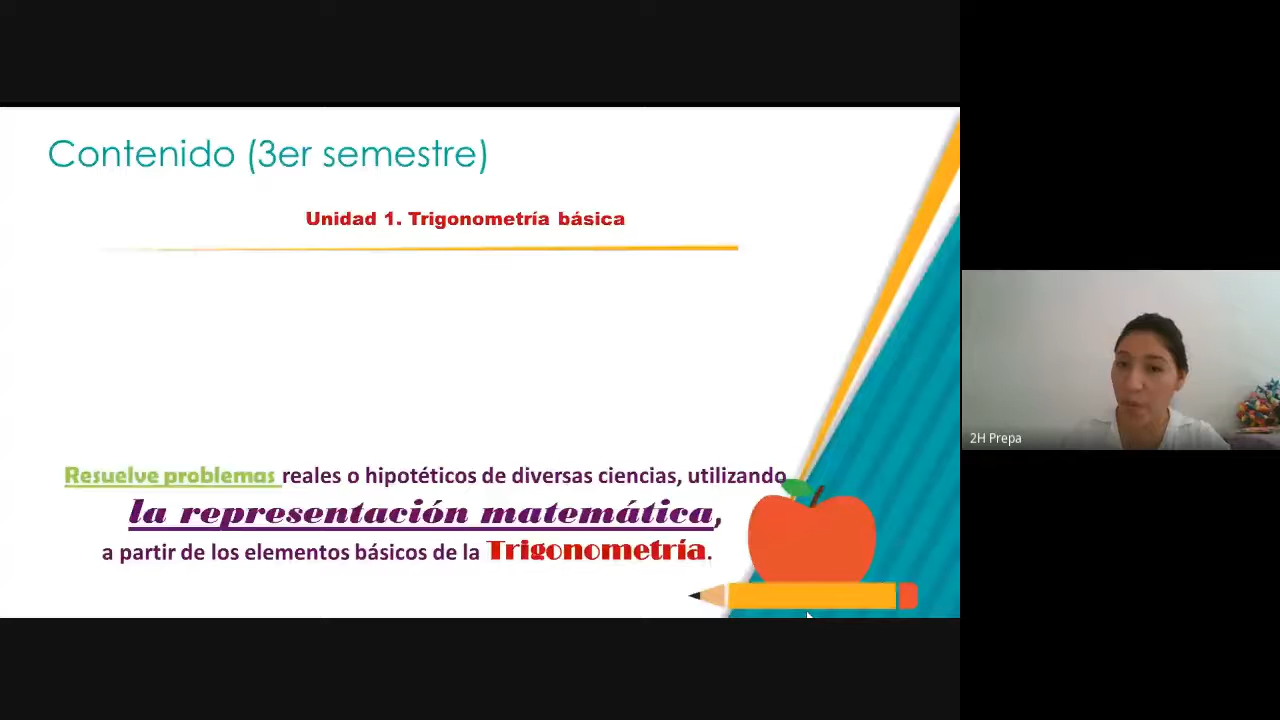 Contenido (3er semestre)
Unidad 1. Trigonometría básica
Resuelve problemas reales o hipotéticos de diversas ciencias, utilizando
la representación matemática,
a partir de los elementos básicos de la Trigonometría.
2H Prepa